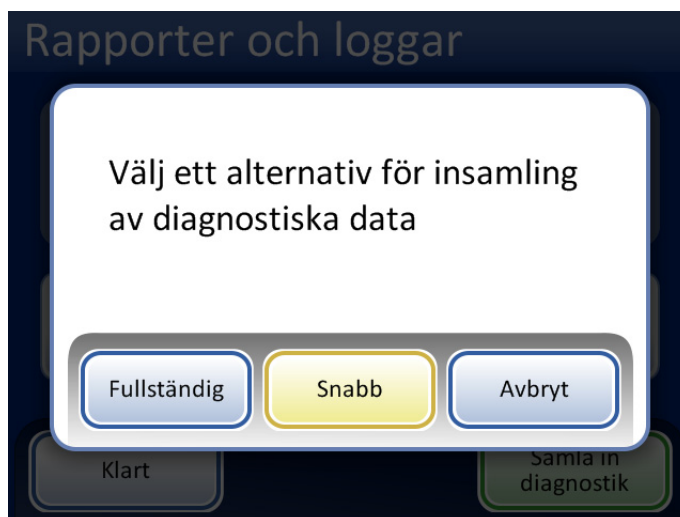 Rapporter och loggar
Välj ett alternativ för insamling
av diagnostiska data
Fullständig
Snabb
Avbryt
Klart
Samla in
diagnostik